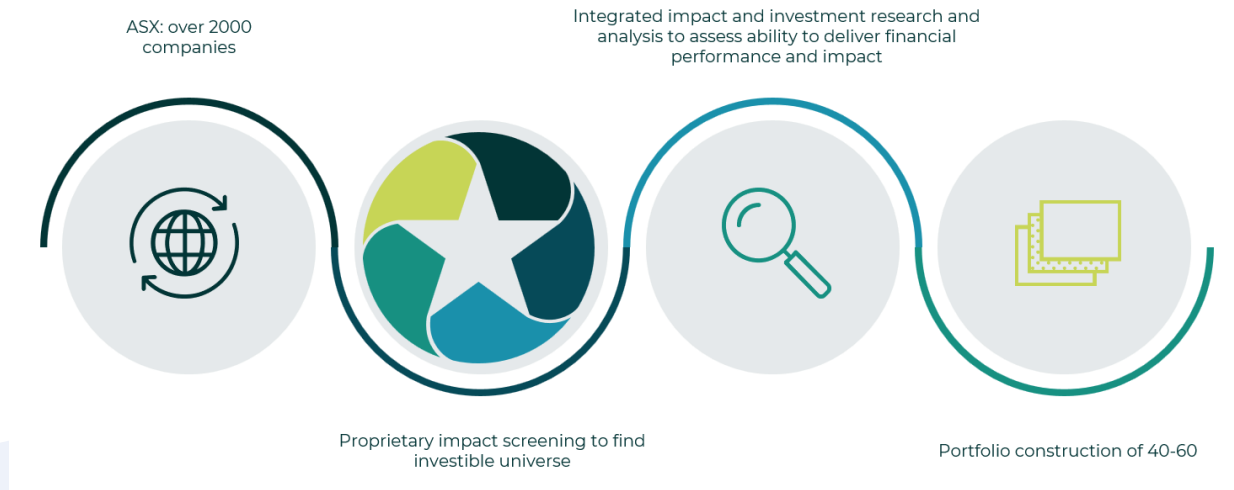 ASX: over 2000
companies
Proprietary impact screening to find
investible universe
Integrated impact and investment research and
analysis to assess ability to deliver financial
performance and impact
Portfolio construction of 40-60